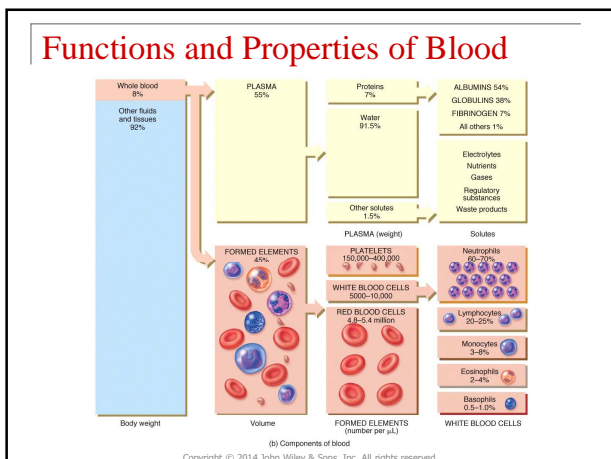 Functions and Properties of Blood
Whole blood
8%
Other fluids
and tissues
92%
Body weight
PLASMA
55%
FORMED ELEMENTS
45%
Volume
Proteins
7%
Water
91.5%
Other solutes
1.5%
PLASMA (weight)
PLATELETS
150,000–400,000
WHITE BLOOD CELLS
5000–10,000
RED BLOOD CELLS
4.8–5.4 million
FORMED ELEMENTS
(number per μL)
ALBUMINS 54%
GLOBULINS 38%
FIBRINOGEN 7%
All others 1%
Electrolytes
Nutrients
Gases
Regulatory
substances
Waste products
Solutes
Neutrophils
60–70%
Lymphocytes
20–25%
Monocytes
3–8%
Eosinophils
2–4%
Basophils
0.5–1.0%
WHITE BLOOD CELLS
(b) Components of blood
Copyright © 2014 John Wiley & Sons, Inc. All rights reserved